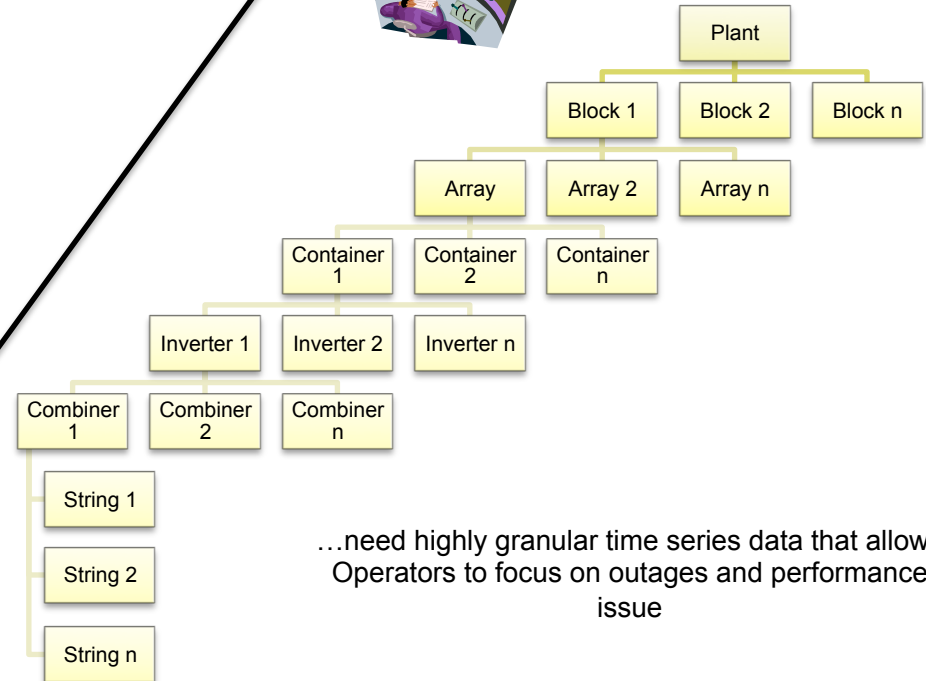 Plant
Block 1
Block 2
Block n
Array
Array 2
Array n
Container
1
Container
2
Container
n
Inverter 1
Inverter 2
Inverter n
Combiner
1
Combiner
2
Combiner
n
String 1
String 2
String n
…need highly granular time series data that allow
Operators to focus on outages and performance
issue